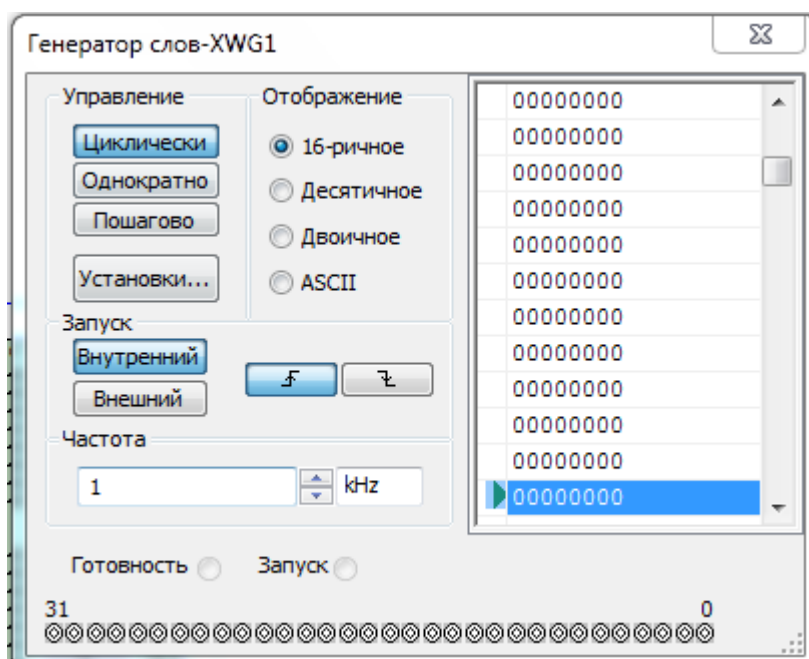 Генератор слов-XWG1
Управление
Циклически
Однократно
Пошагово
Установки...
Отображение
16-ричное
Десятичное
Двоичное
ASCII
Запуск
Внутренний
Внешний
Частота
1 kHz
00000000
00000000
00000000
00000000
00000000
00000000
00000000
00000000
00000000
00000000
00000000
00000000
Готовность Запуск
31 0